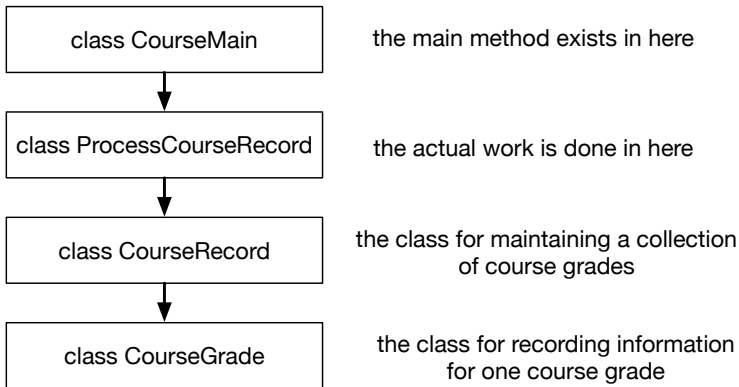 class CourseMain
the main method exists in here
class ProcessCourseRecord
the actual work is done in here
class CourseRecord
the class for maintaining a collection
of course grades
class CourseGrade
the class for recording information
for one course grade